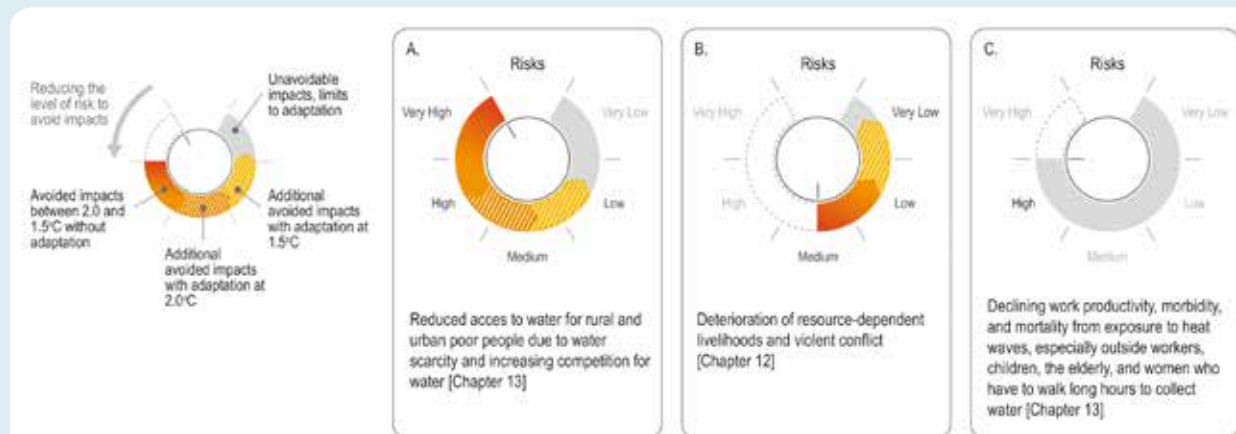 Reducing the
level of risk to
avoid impacts
Unavoidable
impacts, limits
to adaptation
Avoided impacts
between 2.0 and
1.5°C without
adaptation
Additional
avoided impacts
with adaptation at
2.0°C
Additional
avoided impacts
with adaptation at
1.5°C
A.
Risks
Very High
Very Low
High
Low
Medium
Reduced acces to water for rural and
urban poor people due to water
scarcity and increasing competition for
water [Chapter 13]
B.
Risks
Very High
Very Low
High
Low
Medium
Deterioration of resource-dependent
livelihoods and violent conflict
[Chapter 12]
C.
Risks
Very High
Very Low
High
Low
Medium
Declining work productivity, morbidity,
and mortality from exposure to heat
waves, especially outside workers,
children, the elderly, and women who
have to walk long hours to collect
water [Chapter 13]